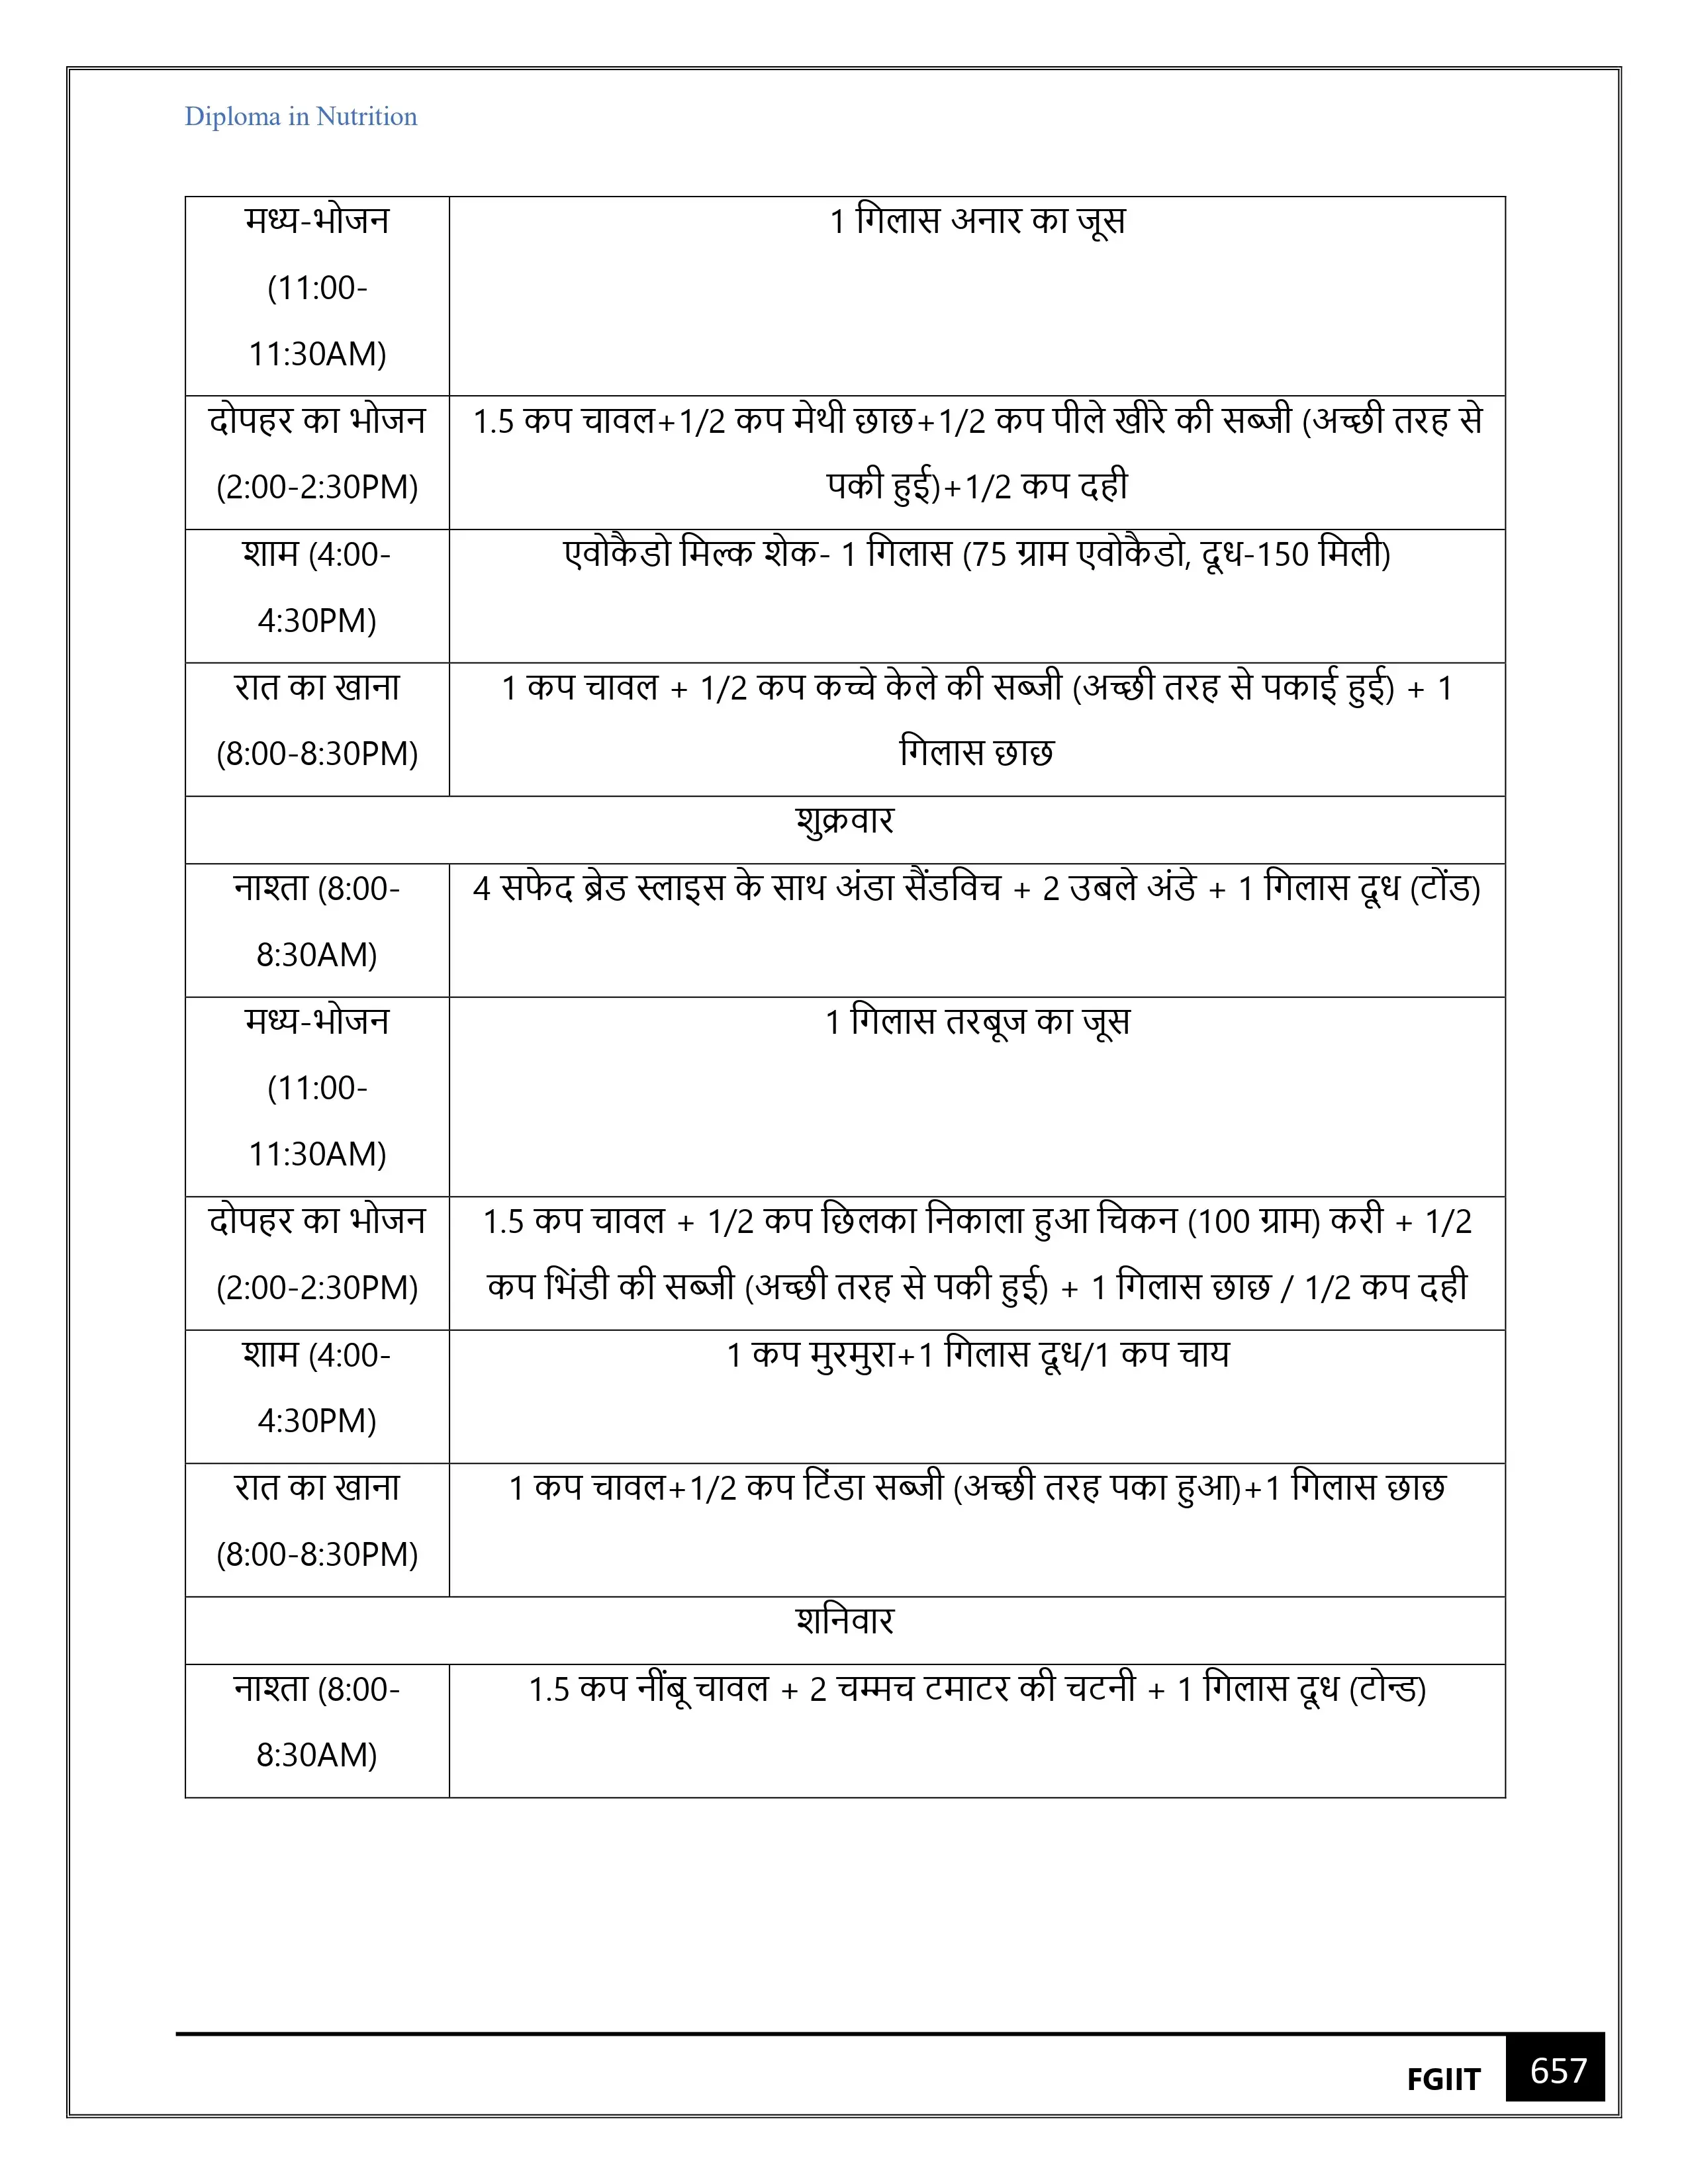 Diploma in Nutrition
मध्य-भोजन
(11:00-
11:30AM)
1 गिलास अनार का जूस
दोपहर का भोजन
(2:00-2:30PM)
1.5 कप चावल+1/2 कप मेथी छाछ+1/2 कप पीले खीरे की सब्जी (अच्छी तरह से
पकी हुई)+1/2 कप दही
शाम (4:00-
4:30PM)
एवोकैडो मिल्क शेक- 1 गिलास (75 ग्राम एवोकैडो, दूध-150 मिली)
रात का खाना
(8:00-8:30PM)
1 कप चावल + 1/2 कप कच्चे केले की सब्जी (अच्छी तरह से पकाई हुई) + 1
गिलास छाछ
शुक्रवार
नाश्ता (8:00-
8:30AM)
4 सफेद ब्रेड स्लाइस के साथ अंडा सैंडविच + 2 उबले अंडे + 1 गिलास दूध (टोंड)
मध्य-भोजन
(11:00-
11:30AM)
1 गिलास तरबूज का जूस
दोपहर का भोजन
(2:00-2:30PM)
1.5 कप चावल + 1/2 कप छिलका निकाला हुआ चिकन (100 ग्राम) करी + 1/2
कप भिंडी की सब्जी (अच्छी तरह से पकी हुई) + 1 गिलास छाछ / 1/2 कप दही
शाम (4:00-
4:30PM)
1 कप मुरमुरा+1 गिलास दूध/1 कप चाय
रात का खाना
(8:00-8:30PM)
1 कप चावल+1/2 कप टिंडा सब्जी (अच्छी तरह पका हुआ)+1 गिलास छाछ
शनिवार
नाश्ता (8:00-
8:30AM)
1.5 कप नींबू चावल + 2 चम्मच टमाटर की चटनी + 1 गिलास दूध (टोन्ड)
FGIIT
657